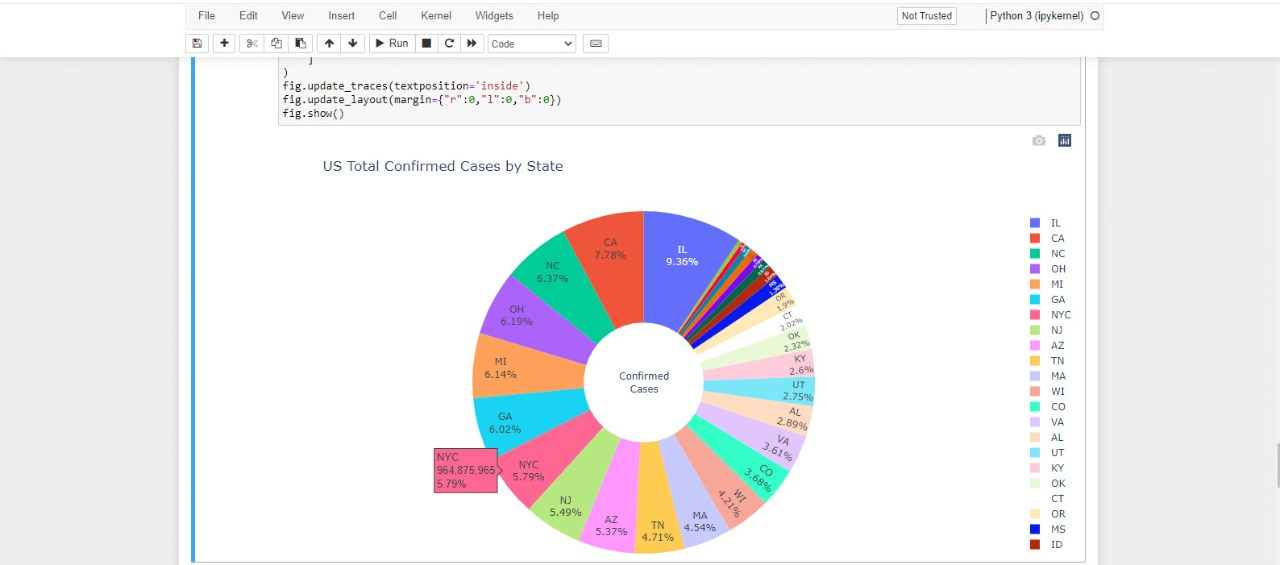 File Edit View Insert Cell Kernel Widgets Help
Not Trusted
Python 3 (ipykernel)
Run
Code
]
)
fig.update_traces(textposition='inside')
fig.update_layout(margin={"r":0,"l":0,"b":0})
fig.show()
US Total Confirmed Cases by State
IL
9.36%
CA
7.78%
NC
6.37%
OH
6.19%
MI
6.14%
GA
6.02%
NYC
964,875,965
5.79%
NYC
5.79%
NJ
5.49%
AZ
5.37%
TN
4.71%
MA
4.54%
WI
4.21%
CO
3.68%
VA
3.61%
AL
2.89%
UT
2.75%
KY
2.6%
OK
2.32%
CT
2.02%
OR
1.9%
MS
Confirmed
Cases
IL
CA
NC
OH
MI
GA
NYC
NJ
AZ
TN
MA
WI
CO
VA
AL
UT
KY
OK
CT
OR
MS
ID